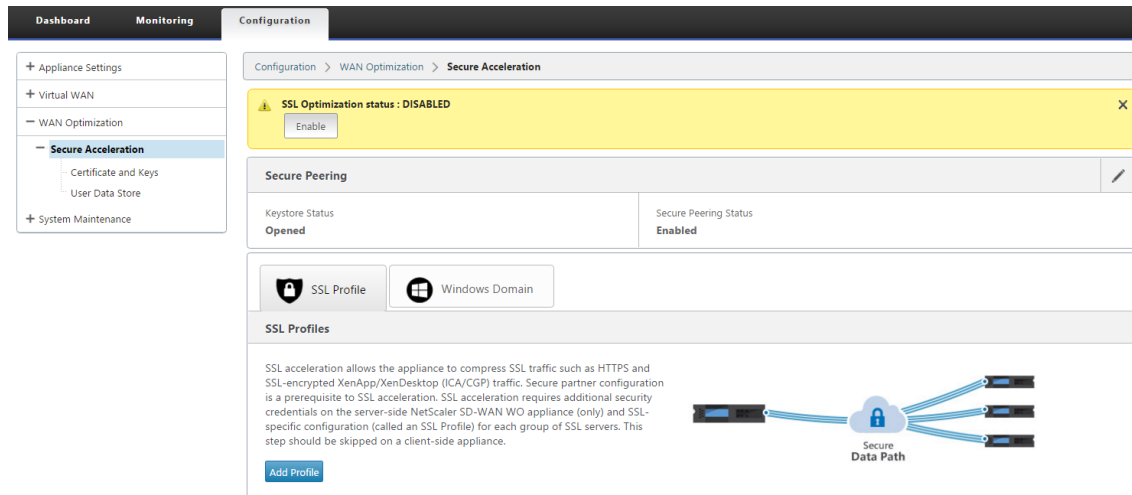 Dashboard Monitoring Configuration
+ Appliance Settings
+ Virtual WAN
− WAN Optimization
− Secure Acceleration
Certificate and Keys
User Data Store
+ System Maintenance
Configuration > WAN Optimization > Secure Acceleration
SSL Optimization status : DISABLED
Enable
Secure Peering
Keystore Status Secure Peering Status
Opened Enabled
SSL Profile Windows Domain
SSL Profiles
SSL acceleration allows the appliance to compress SSL traffic such as HTTPS and
SSL-encrypted XenApp/XenDesktop (ICA/CGP) traffic. Secure partner configuration
is a prerequisite to SSL acceleration. SSL acceleration requires additional security
credentials on the server-side NetScaler SD-WAN WO appliance (only) and SSL-
specific configuration (called an SSL Profile) for each group of SSL servers. This
step should be skipped on a client-side appliance.
Add Profile
Secure
Data Path